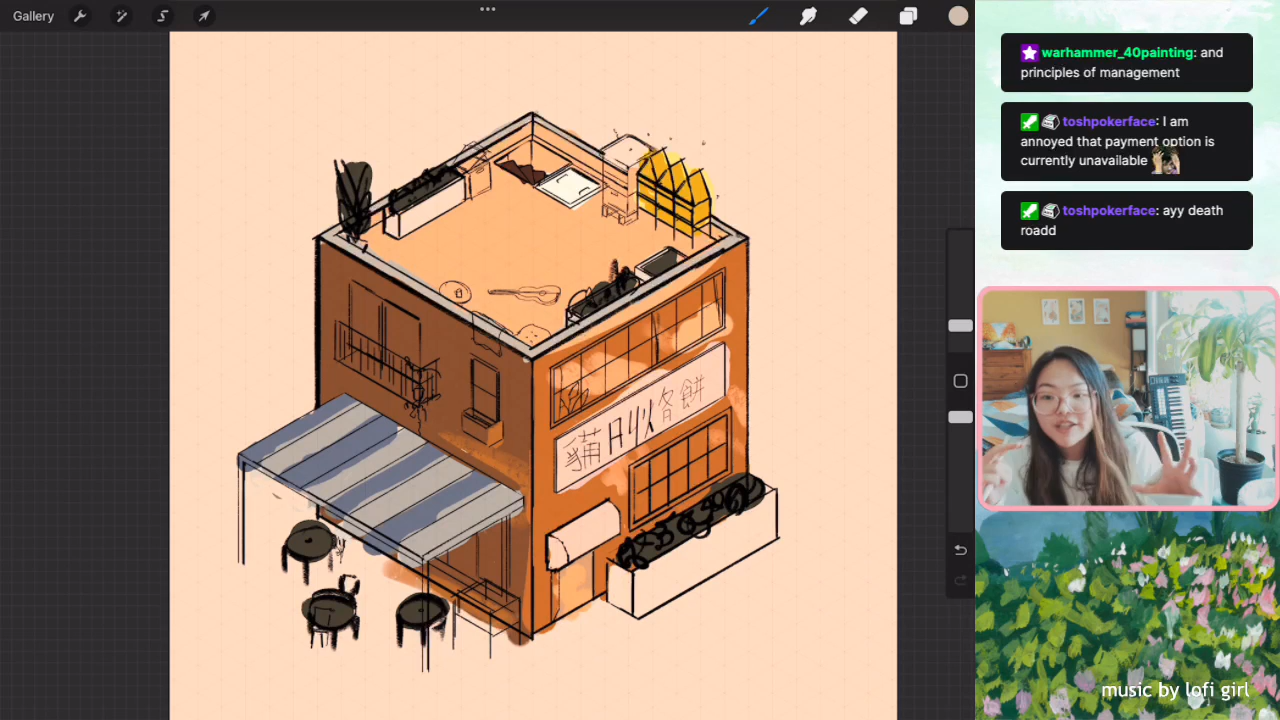 Gallery
warhammer_40painting: and
principles of management
toshpokerface: I am
annoyed that payment option is
currently unavailable
toshpokerface: ayy death
roadd
music by lofi girl